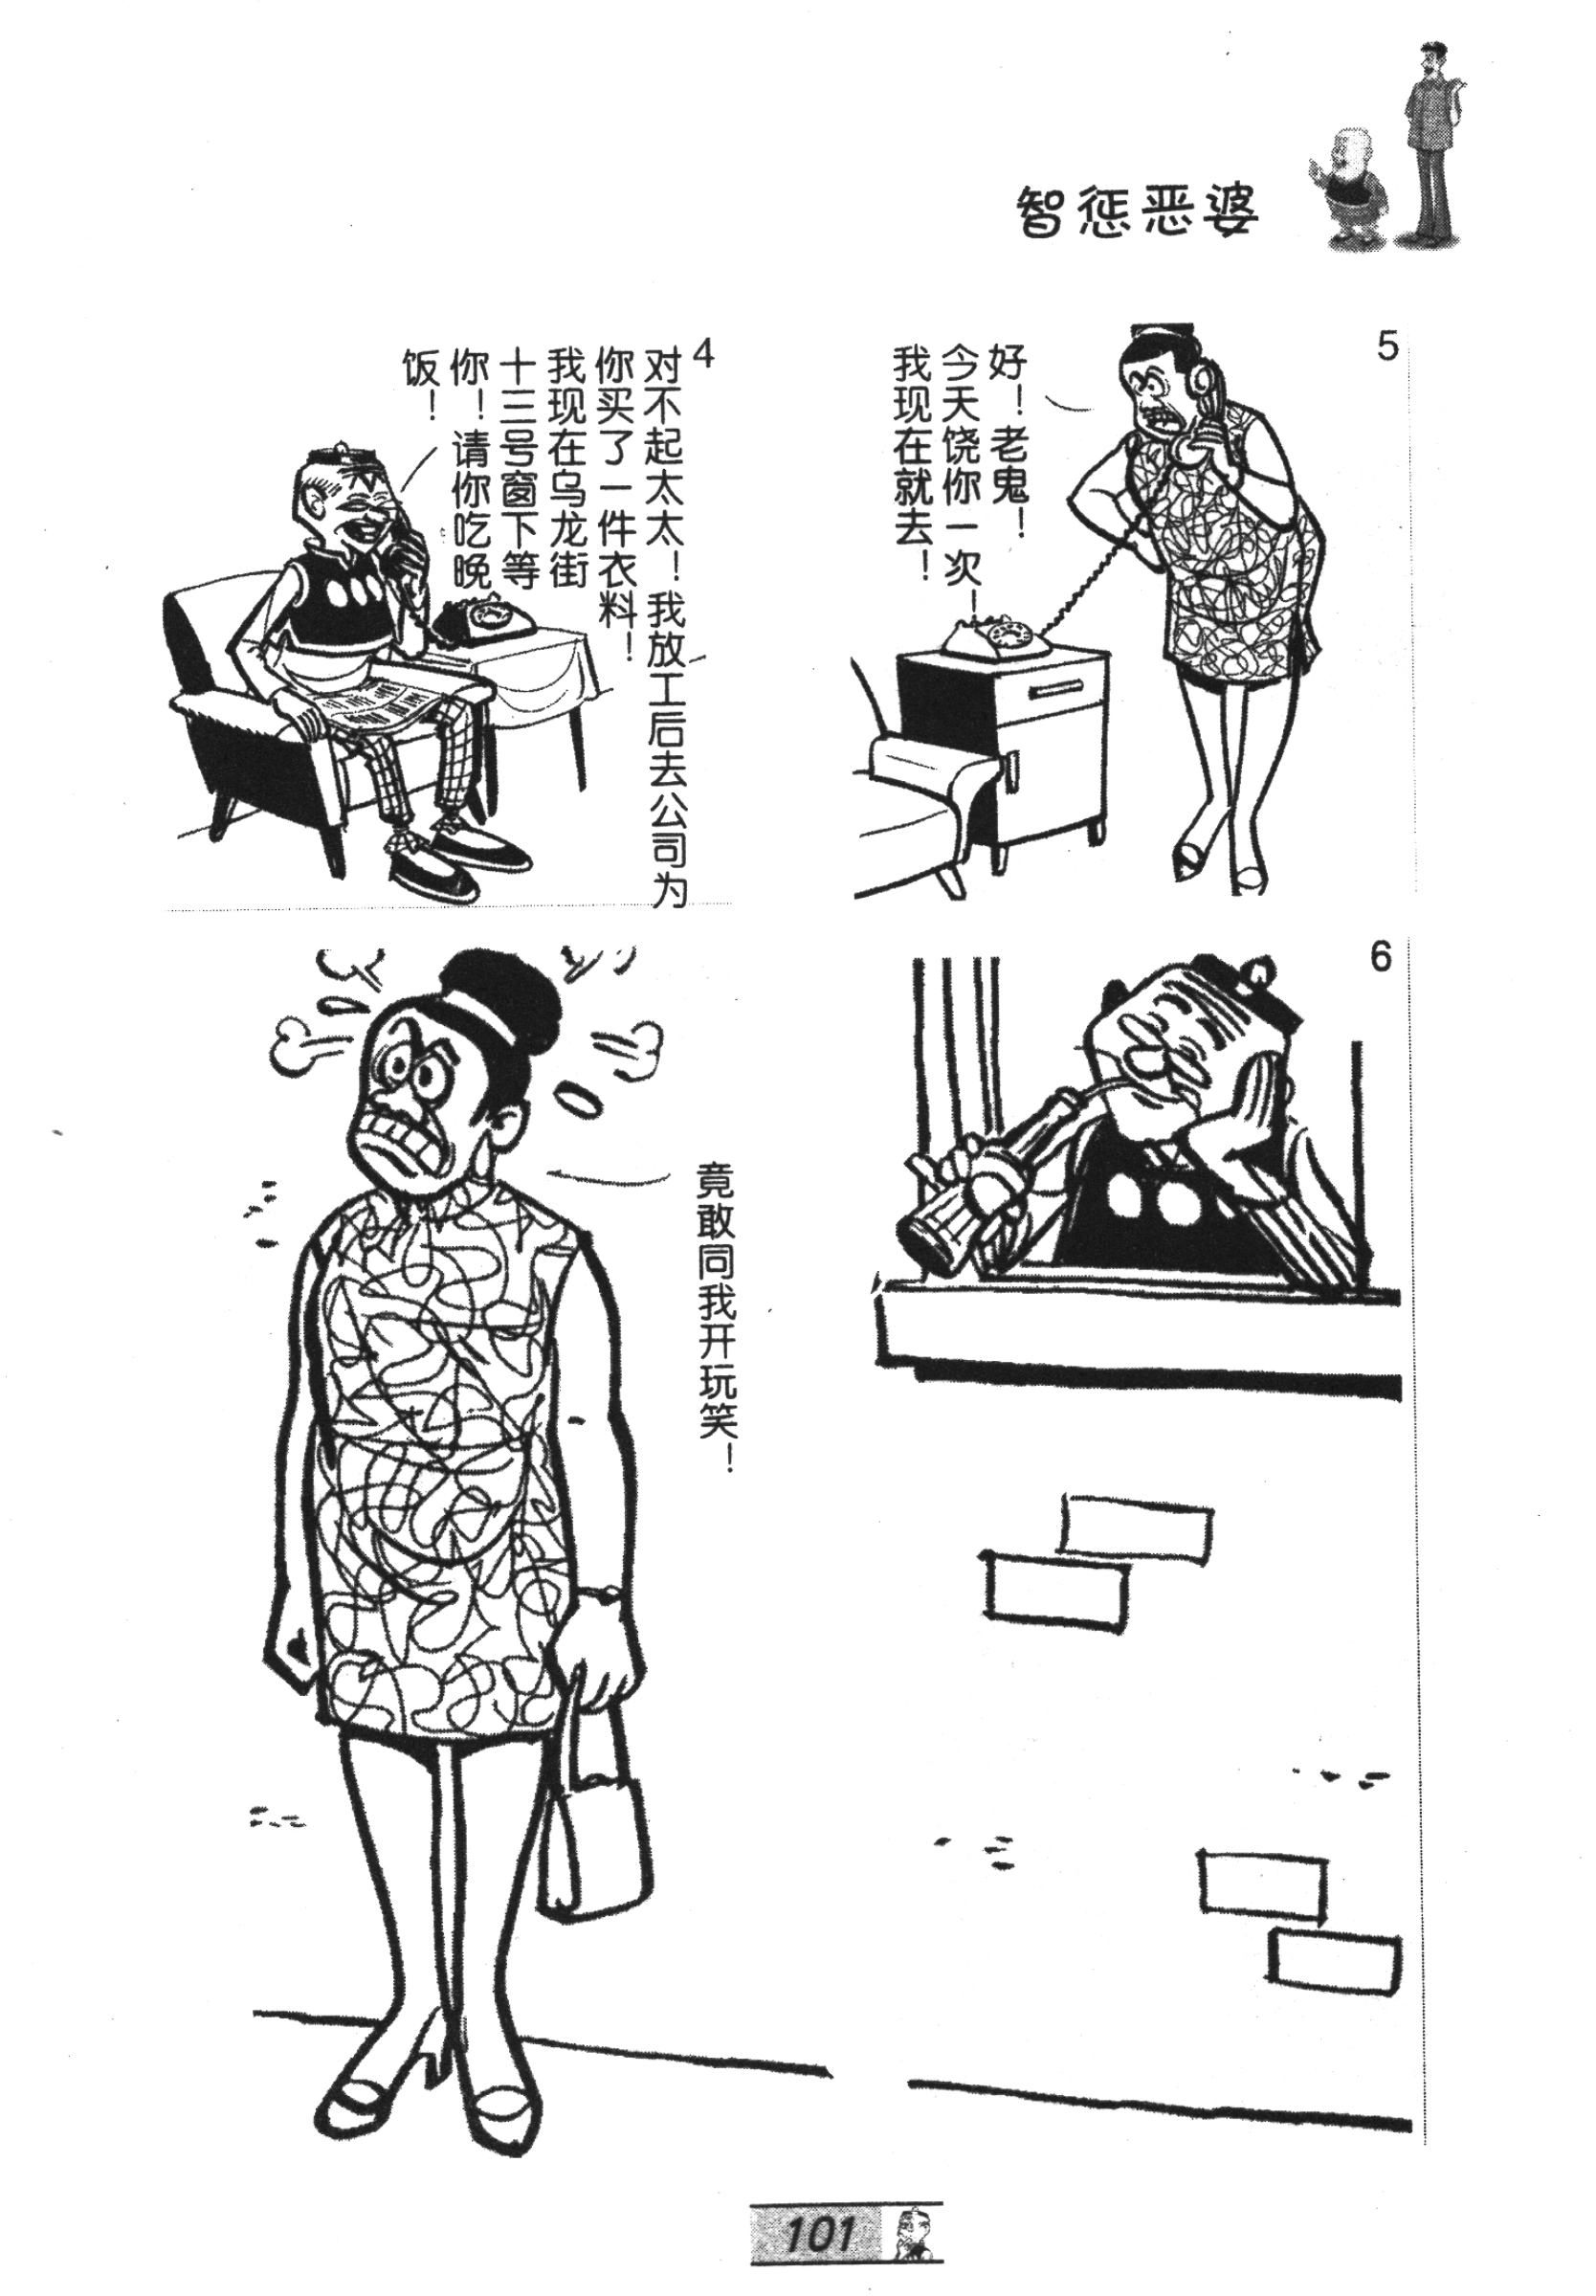 智惩恶婆
4
对不起太太！我放工后去公司为
你买了一件衣料！
我现在乌龙街
十三号窗下等
你！请你吃晚
饭！
5
好！老鬼！
今天饶你一次！
我现在就去！
6
竟敢同我开玩笑！
101